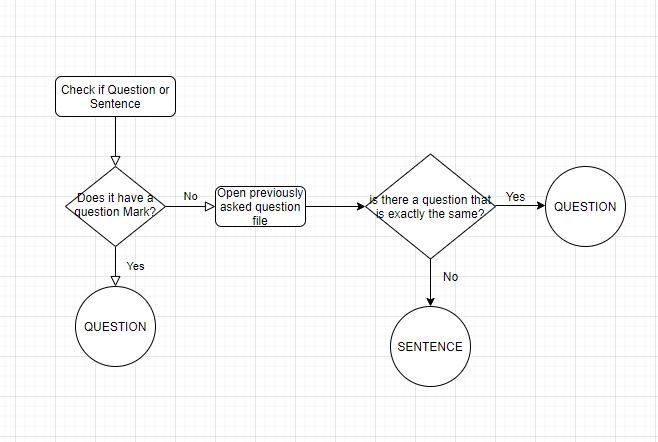 Check if Question or
Sentence
Does it have a
question Mark?
No
Open previously
asked question
file
is there a question that
is exactly the same?
Yes
QUESTION
Yes
QUESTION
No
SENTENCE